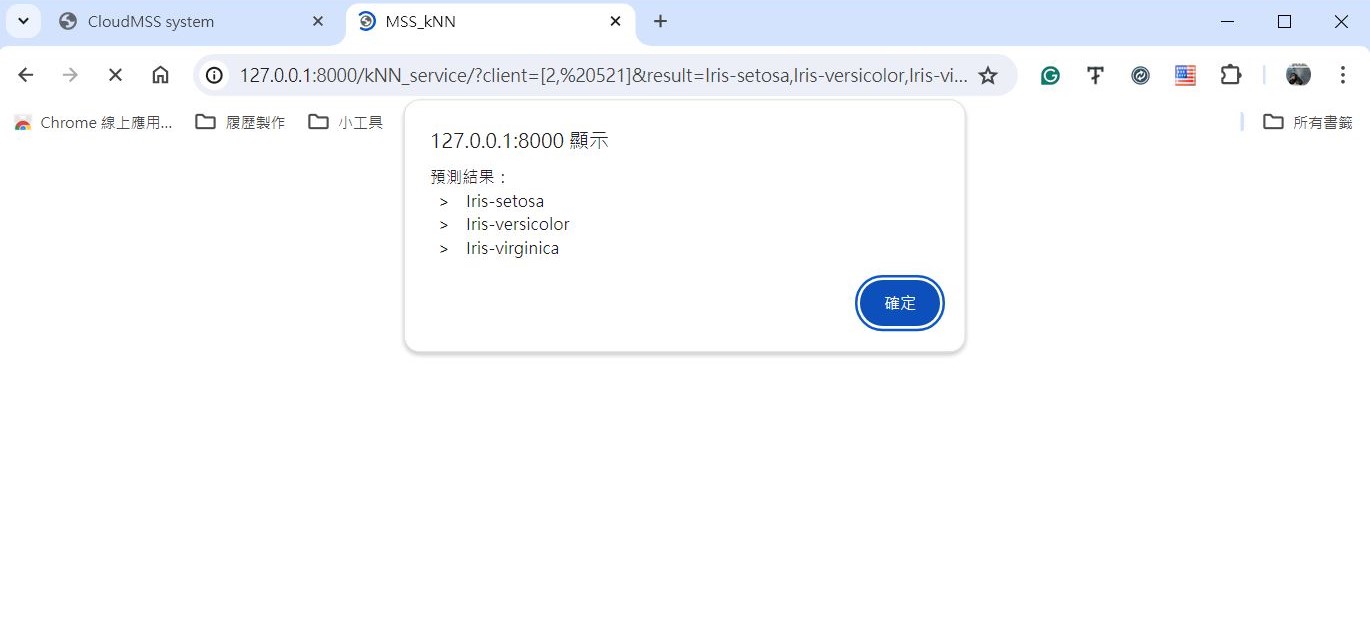 CloudMSS system
MSS_kNN
127.0.0.1:8000/kNN_service/?client=[2,%20521]&result=Iris-setosa,Iris-versicolor,Iris-vi...
Chrome 線上應用...
履歷製作
小工具
所有書籤
127.0.0.1:8000 顯示
預測結果：
> Iris-setosa
> Iris-versicolor
> Iris-virginica
確定